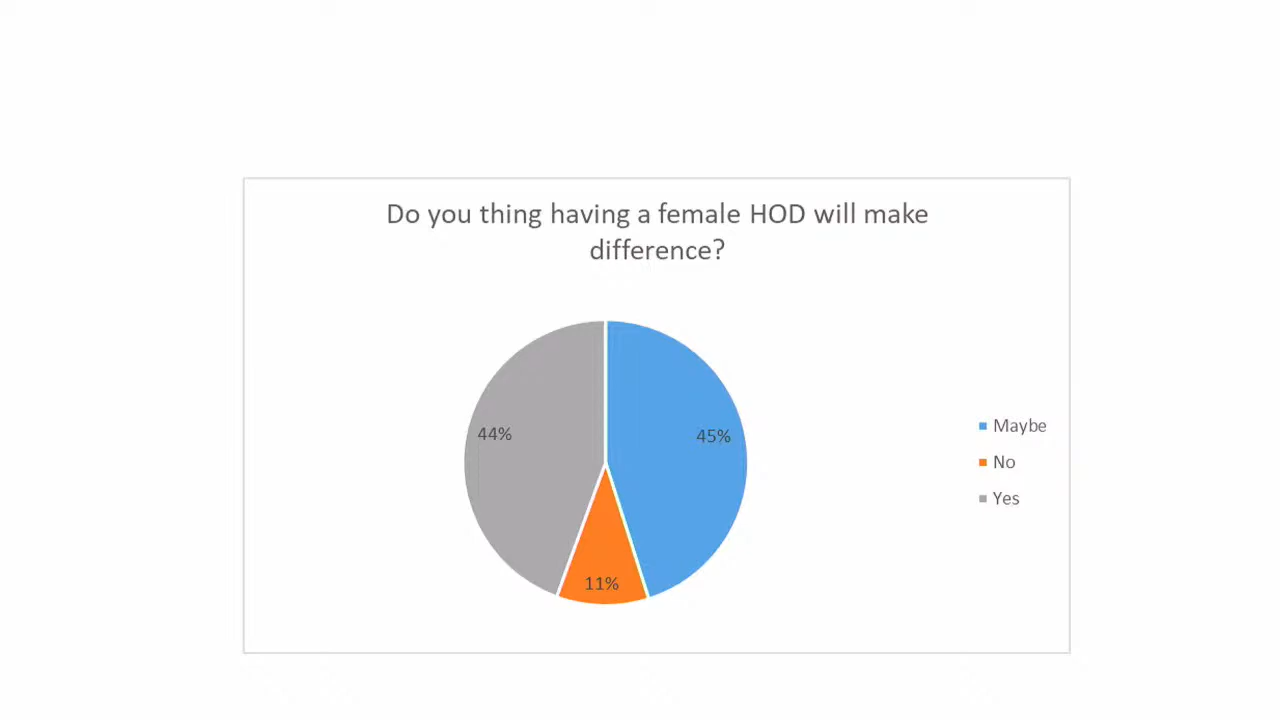 Do you thing having a female HOD will make
difference?
44%
45%
11%
Maybe
No
Yes